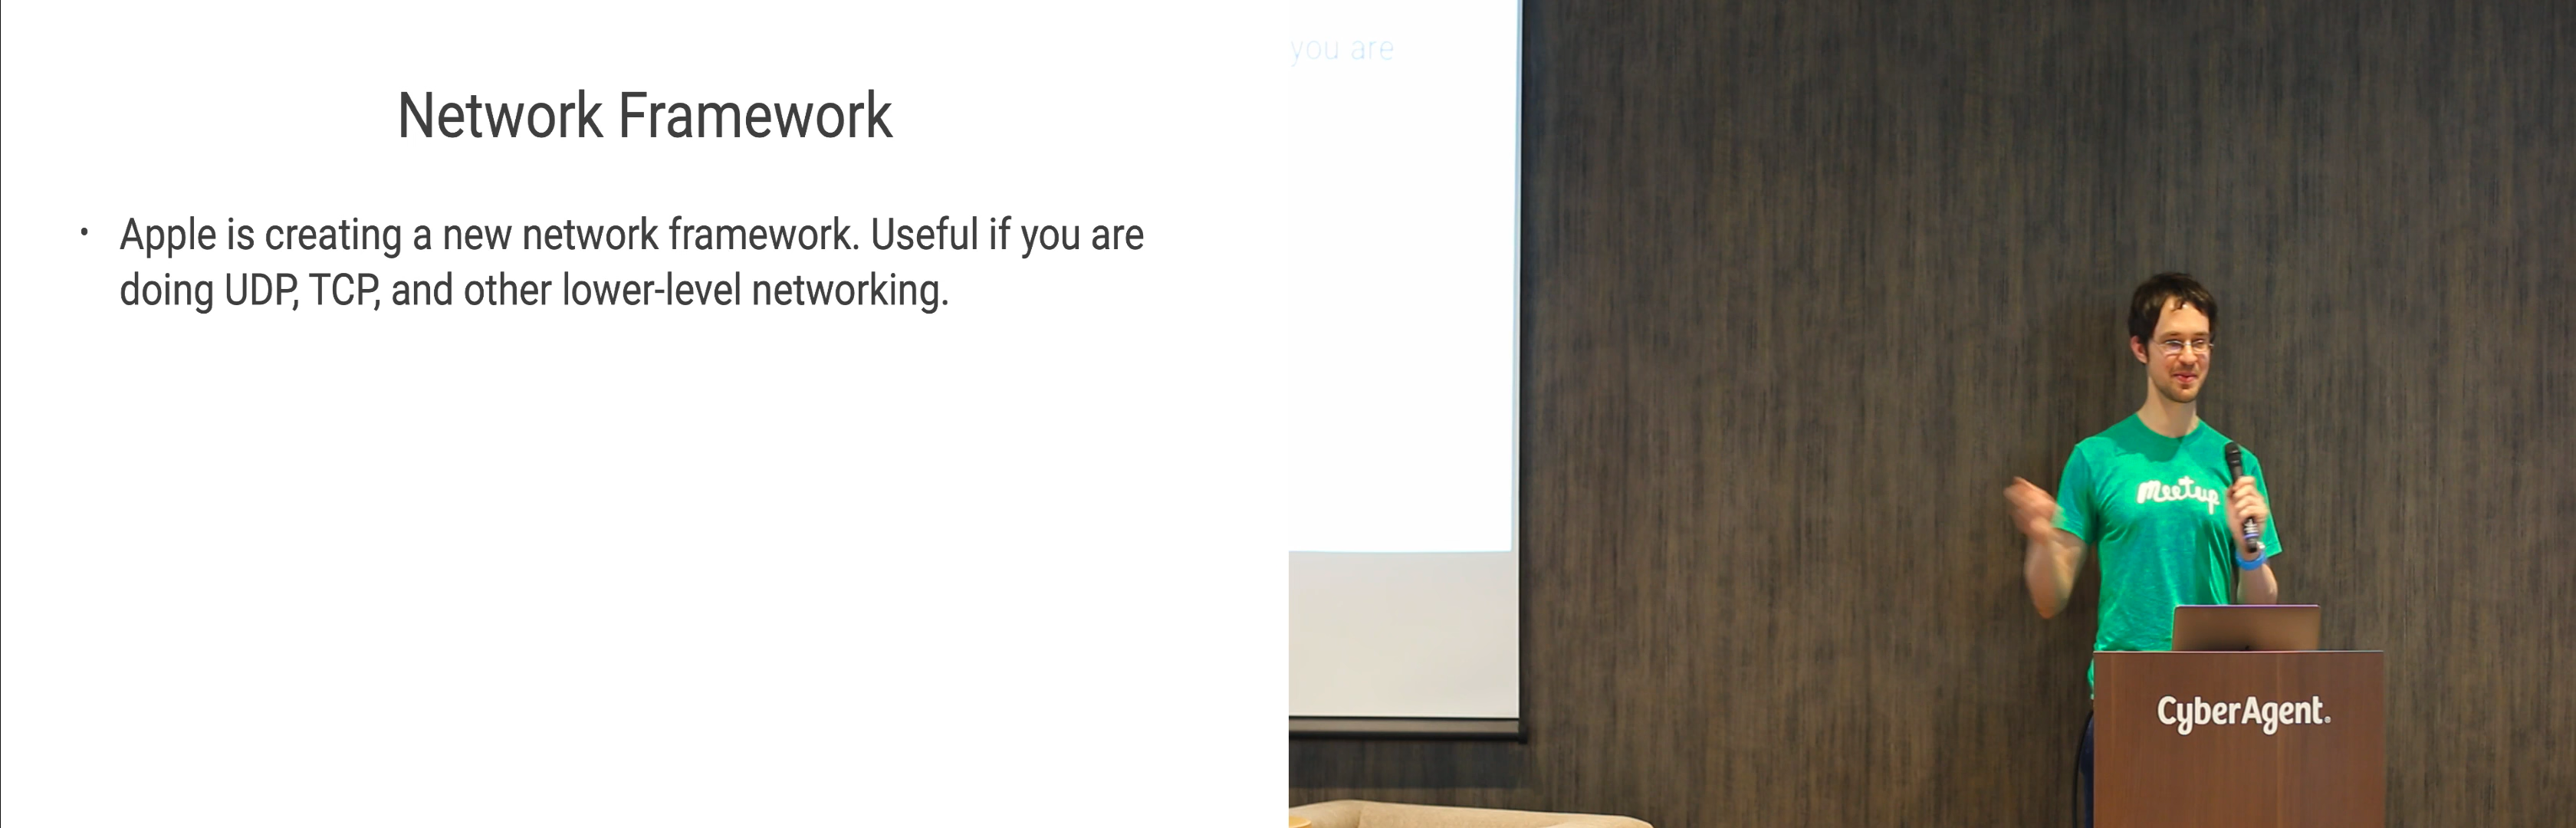 Network Framework
• Apple is creating a new network framework. Useful if you are
doing UDP, TCP, and other lower-level networking.
you are
Meetup
CyberAgent.